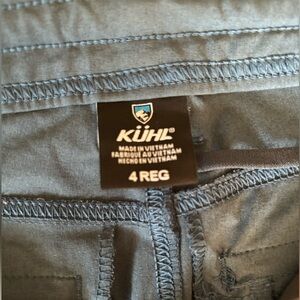 KÜHL®
MADE IN VIETNAM
FABRIQUÉ AU VIETNAM
HECHO EN VIETNAM
4 REG